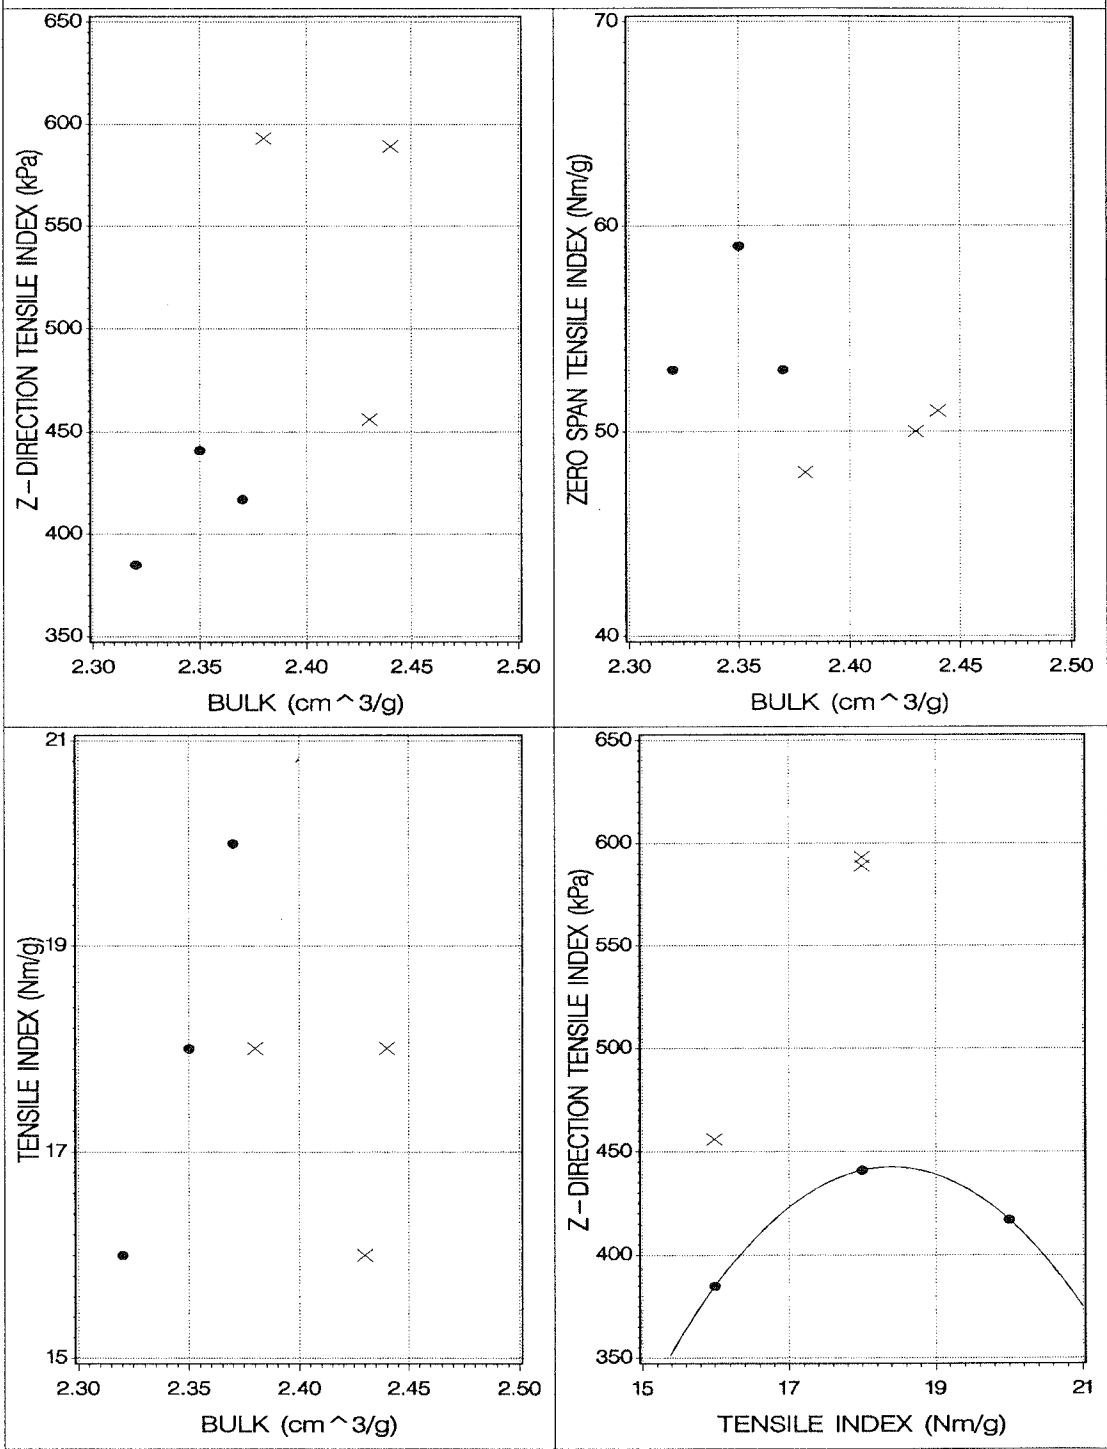 650
600
550
500
450
400
350
Z-DIRECTION TENSILE INDEX (kPa)
2.30 2.35 2.40 2.45 2.50
BULK (cm^3/g)
70
60
50
40
ZERO SPAN TENSILE INDEX (Nm/g)
2.30 2.35 2.40 2.45 2.50
BULK (cm^3/g)
21
19
17
15
TENSILE INDEX (Nm/g)
2.30 2.35 2.40 2.45 2.50
BULK (cm^3/g)
650
600
550
500
450
400
350
Z-DIRECTION TENSILE INDEX (kPa)
15 17 19 21
TENSILE INDEX (Nm/g)